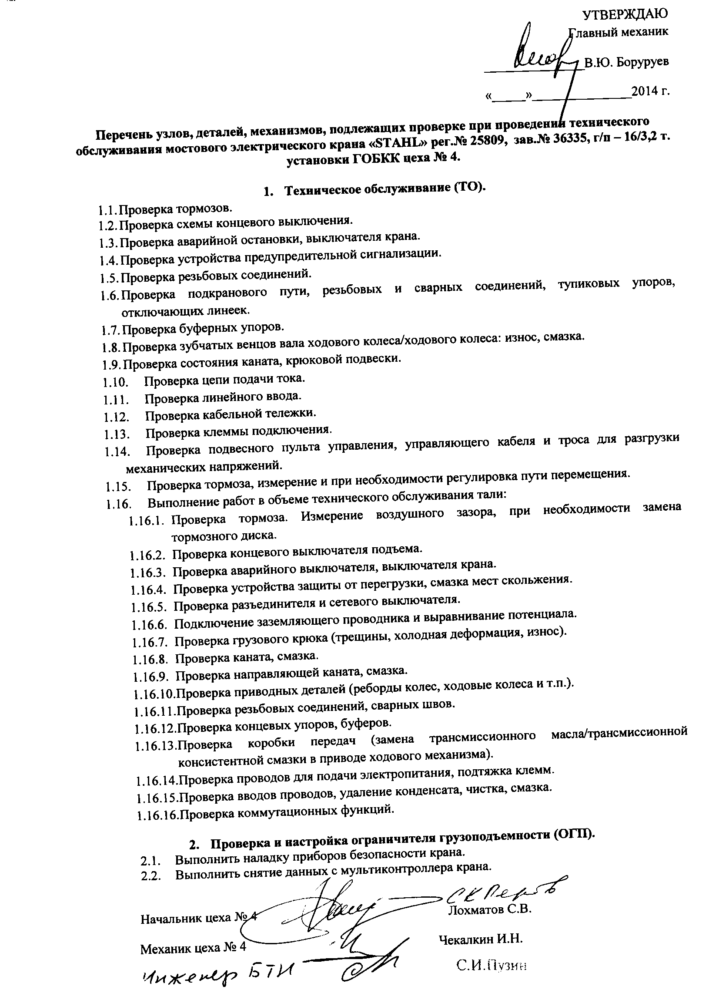 УТВЕРЖДАЮ
Главный механик
В.Ю. Боруруев
«_____»_______________2014 г.
Перечень узлов, деталей, механизмов, подлежащих проверке при проведении технического
обслуживания мостового электрического крана «STAHL» рег.№ 25809, зав.№ 36335, г/п – 16/3,2 т.
установки ГОБКК цеха № 4.
1. Техническое обслуживание (ТО).
1.1. Проверка тормозов.
1.2. Проверка схемы концевого выключения.
1.3. Проверка аварийной остановки, выключателя крана.
1.4. Проверка устройства предупредительной сигнализации.
1.5. Проверка резьбовых соединений.
1.6. Проверка подкранового пути, резьбовых и сварных соединений, тупиковых упоров,
отключающих линеек.
1.7. Проверка буферных упоров.
1.8. Проверка зубчатых венцов вала ходового колеса/ходового колеса: износ, смазка.
1.9. Проверка состояния каната, крюковой подвески.
1.10. Проверка цепи подачи тока.
1.11. Проверка линейного ввода.
1.12. Проверка кабельной тележки.
1.13. Проверка клеммы подключения.
1.14. Проверка подвесного пульта управления, управляющего кабеля и троса для разгрузки
механических напряжений.
1.15. Проверка тормоза, измерение и при необходимости регулировка пути перемещения.
1.16. Выполнение работ в объеме технического обслуживания тали:
1.16.1. Проверка тормоза. Измерение воздушного зазора, при необходимости замена
тормозного диска.
1.16.2. Проверка концевого выключателя подъема.
1.16.3. Проверка аварийного выключателя, выключателя крана.
1.16.4. Проверка устройства защиты от перегрузки, смазка мест скольжения.
1.16.5. Проверка разъединителя и сетевого выключателя.
1.16.6. Подключение заземляющего проводника и выравнивание потенциала.
1.16.7. Проверка грузового крюка (трещины, холодная деформация, износ).
1.16.8. Проверка каната, смазка.
1.16.9. Проверка направляющей каната, смазка.
1.16.10.Проверка приводных деталей (реборды колес, ходовые колеса и т.п.).
1.16.11.Проверка резьбовых соединений, сварных швов.
1.16.12.Проверка концевых упоров, буферов.
1.16.13.Проверка коробки передач (замена трансмиссионного масла/трансмиссионной
консистентной смазки в приводе ходового механизма).
1.16.14.Проверка проводов для подачи электропитания, подтяжка клемм.
1.16.15.Проверка вводов проводов, удаление конденсата, чистка, смазка.
1.16.16.Проверка коммутационных функций.
2. Проверка и настройка ограничителя грузоподъемности (ОГП).
2.1. Выполнить наладку приборов безопасности крана.
2.2. Выполнить снятие данных с мультиконтроллера крана.
Начальник цеха № 4 Лохматов С.В.
Механик цеха № 4 Чекалкин И.Н.
Инженер БТИ С.И.Пузин